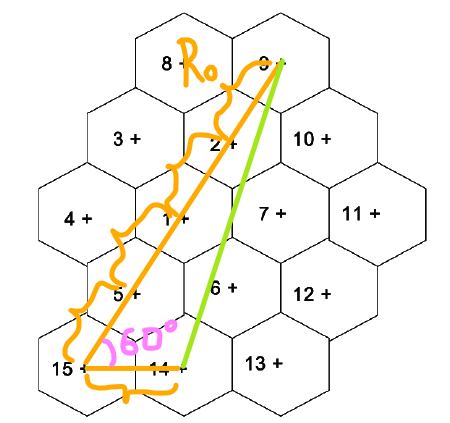 8 + R₀ 9 +
3 + 2 + 10 +
4 + 1 + 7 + 11 +
5 + 6 + 12 +
60°
15 + 14 + 13 +